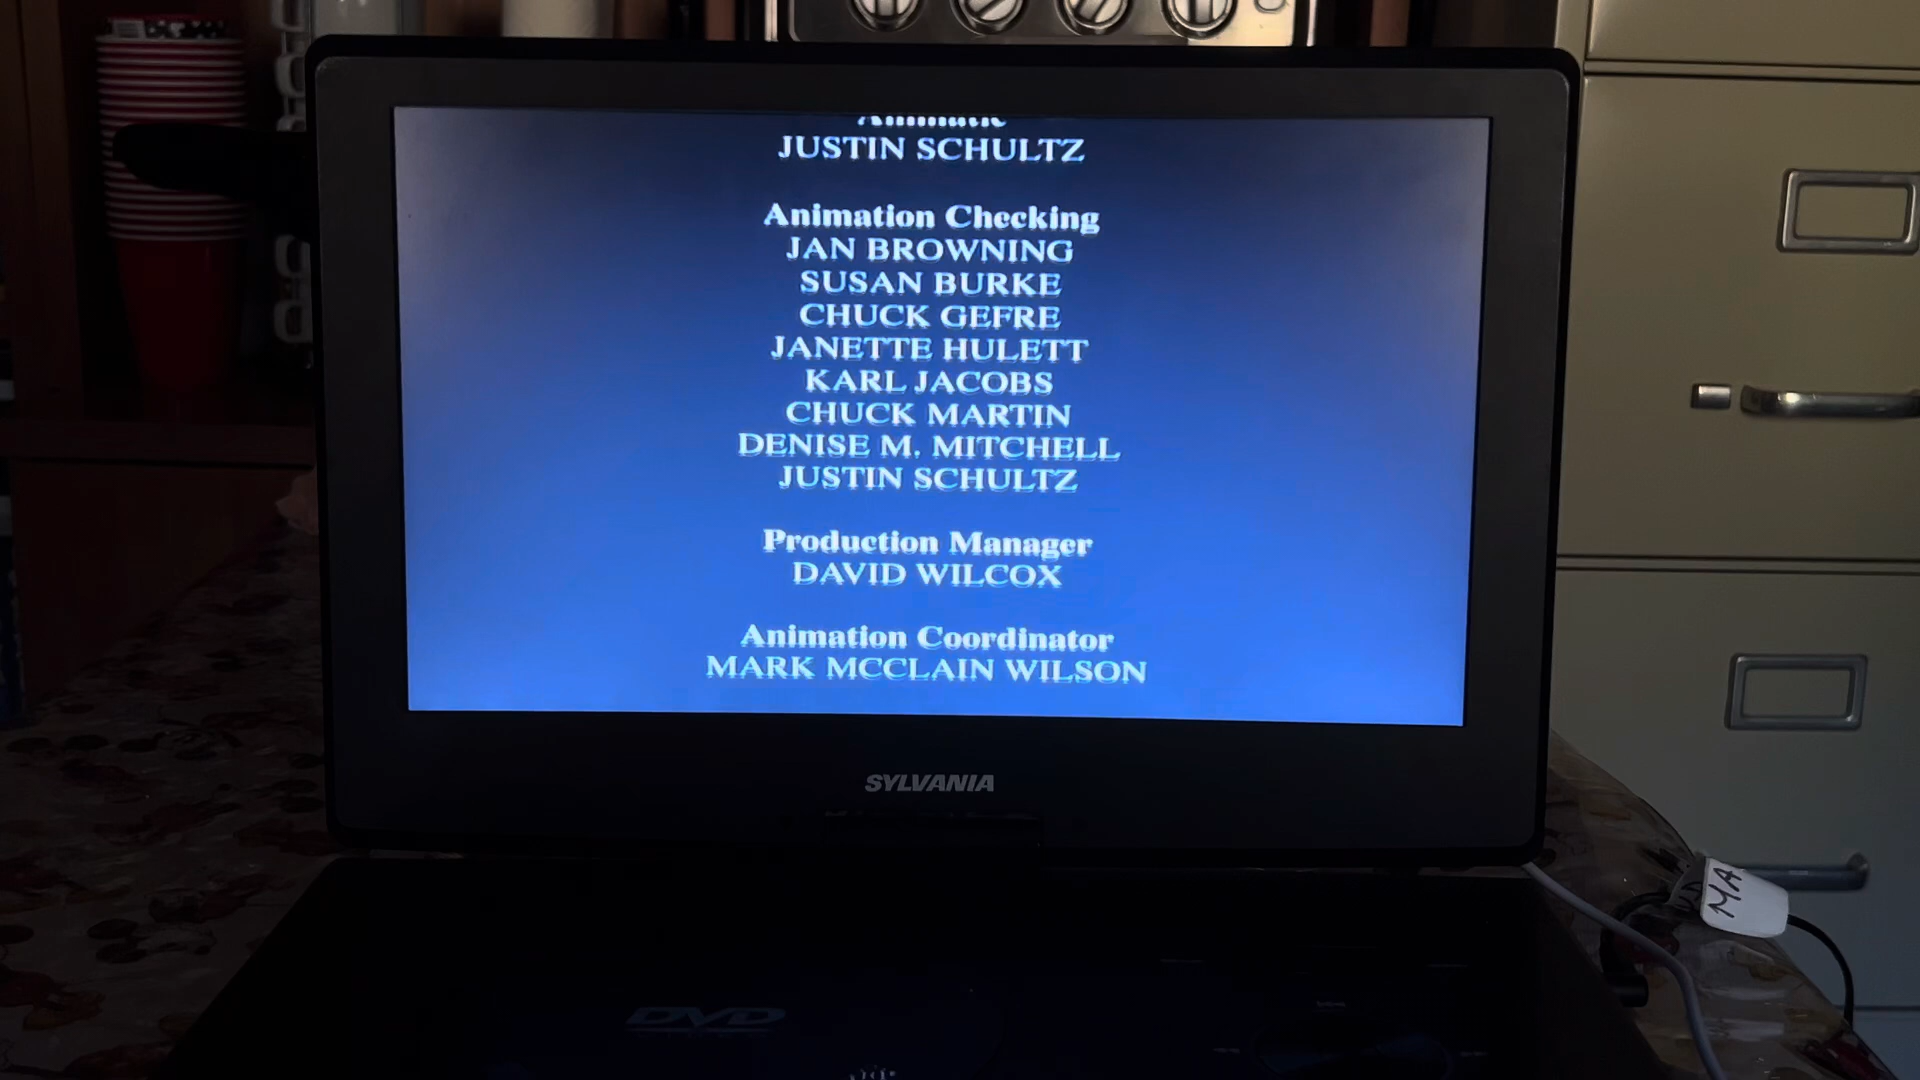 Animatic
JUSTIN SCHULTZ
Animation Checking
JAN BROWNING
SUSAN BURKE
CHUCK GEFRE
JANETTE HULETT
KARL JACOBS
CHUCK MARTIN
DENISE M. MITCHELL
JUSTIN SCHULTZ
Production Manager
DAVID WILCOX
Animation Coordinator
MARK MCCLAIN WILSON
SYLVANIA
MA
DVD